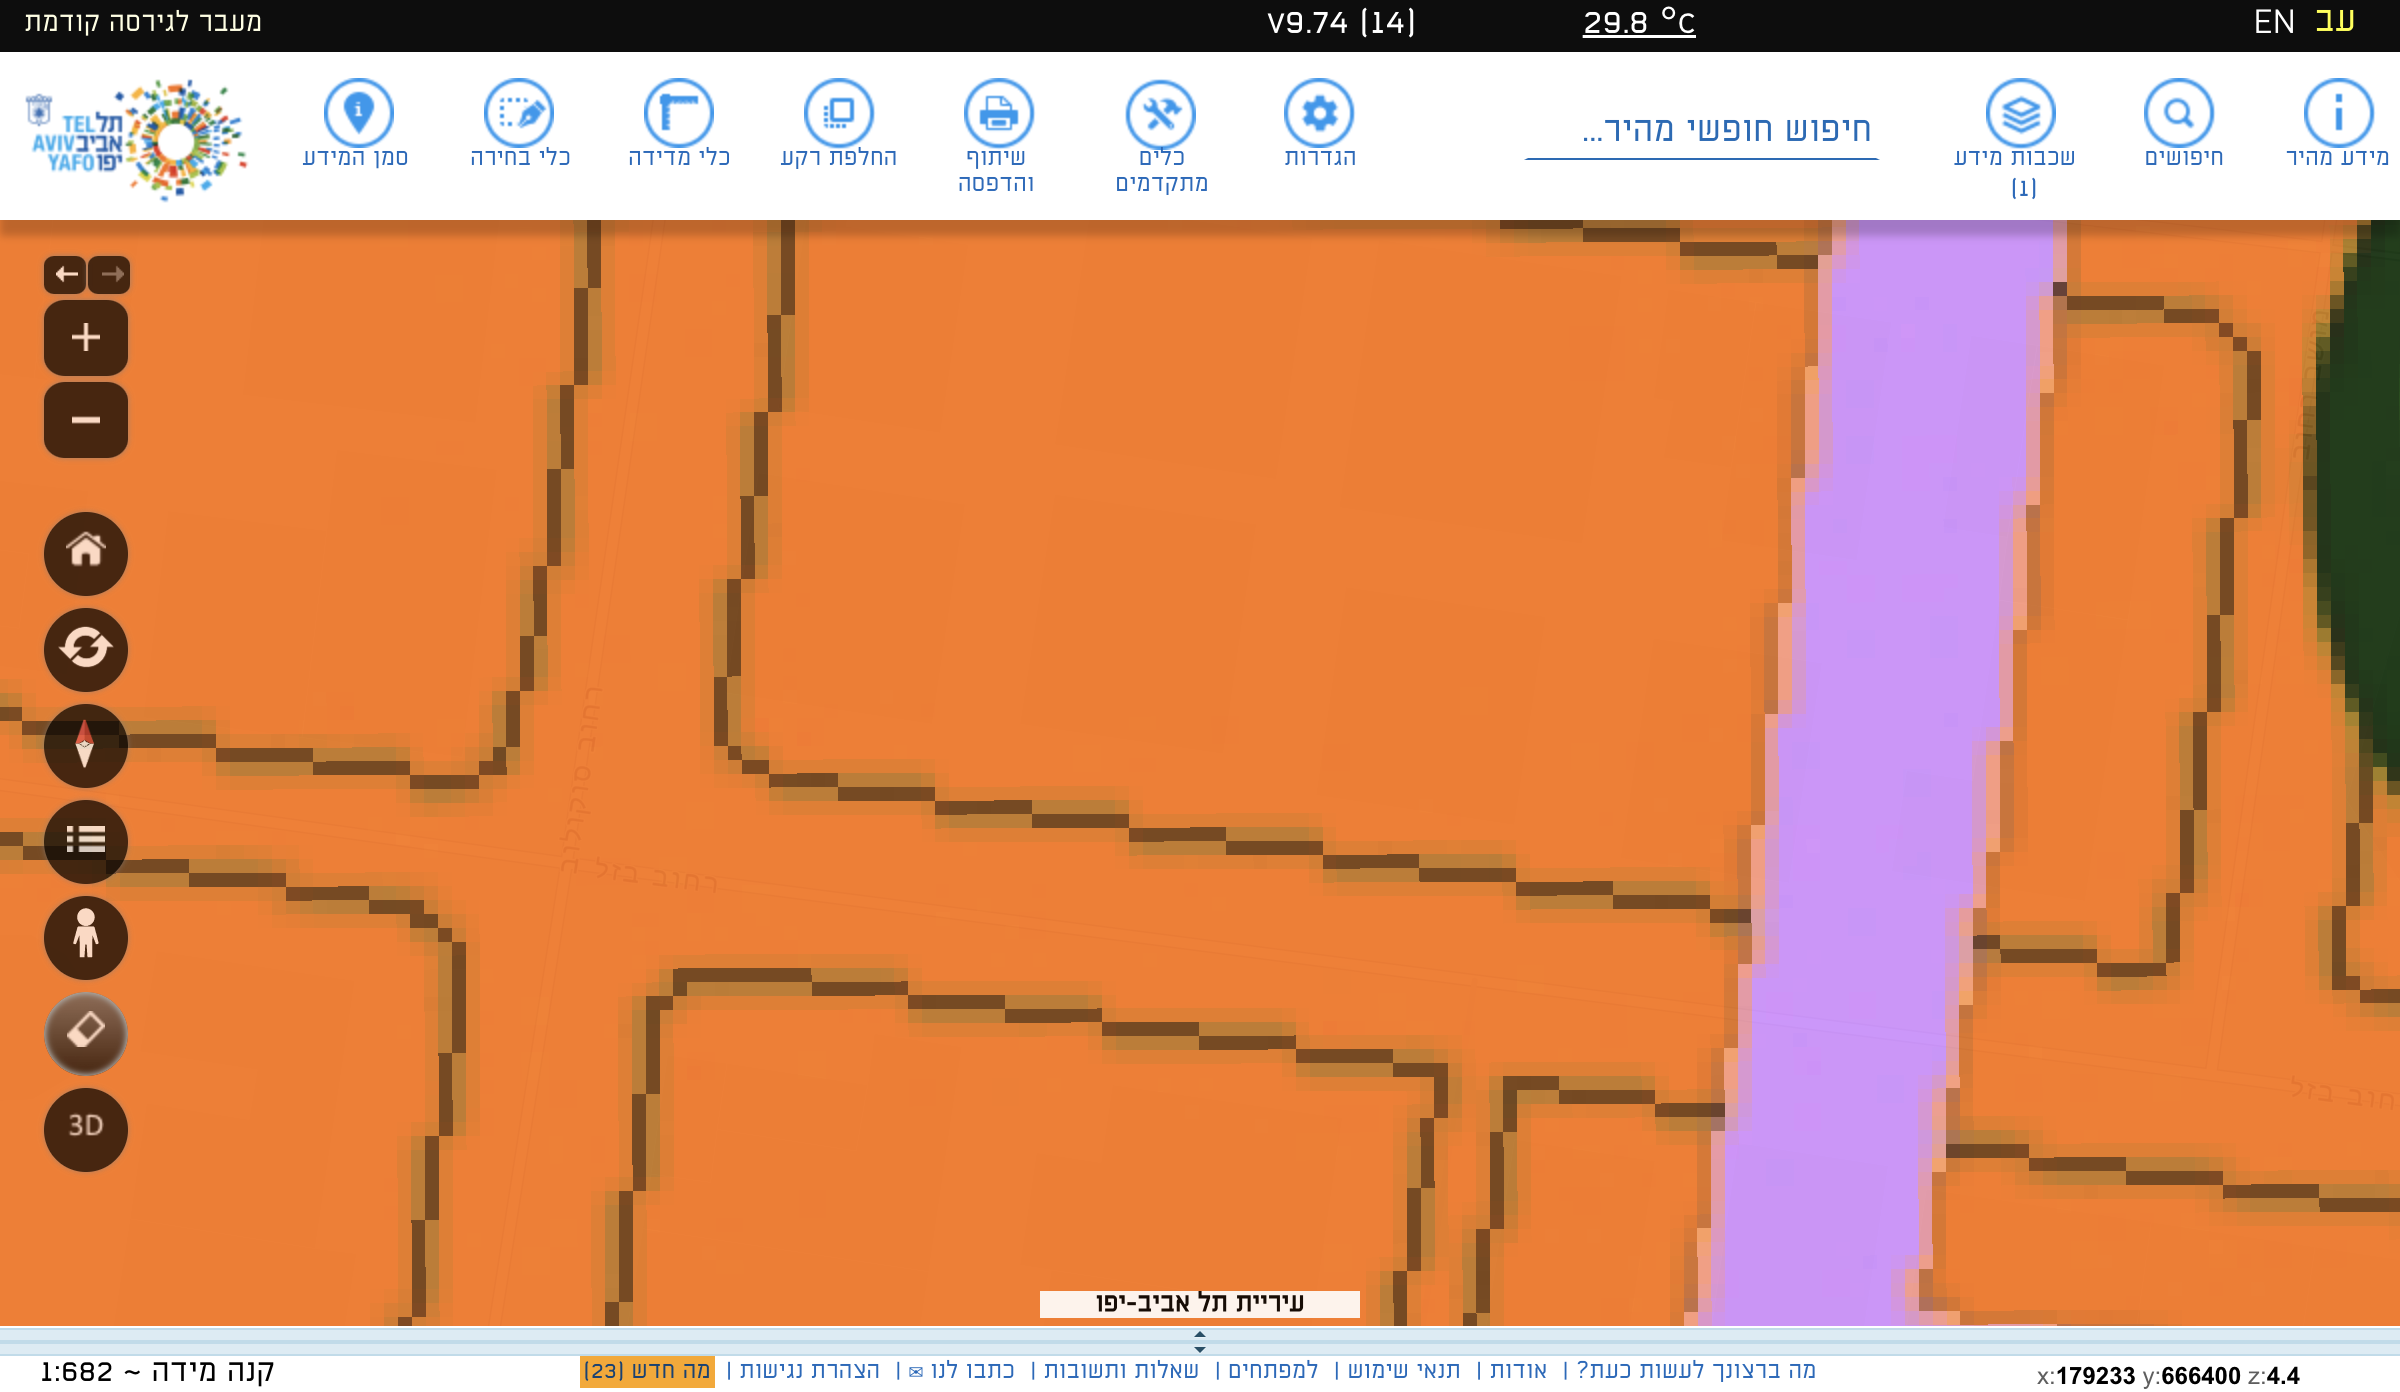 עב EN
29.8 °C
V9.74 (14)
מעבר לגירסה קודמת
מידע מהיר
חיפושים
שכבות מידע
(1)
חיפוש חופשי מהיר...
הגדרות
כלים
מתקדמים
שיתוף
והדפסה
החלפת רקע
כלי מדידה
כלי בחירה
סמן המידע
TEL תל
AVIV אביב
YAFO יפו
רחוב סוקולוב
רחוב בזל
חוב בזל
3D
עיריית תל אביב-יפו
מה ברצונך לעשות כעת? | אודות | תנאי שימוש | למפתחים | שאלות ותשובות | כתבו לנו ✉ | הצהרת נגישות | מה חדש (23)
קנה מידה ~ 1:682
x:179233 y:666400 z:4.4